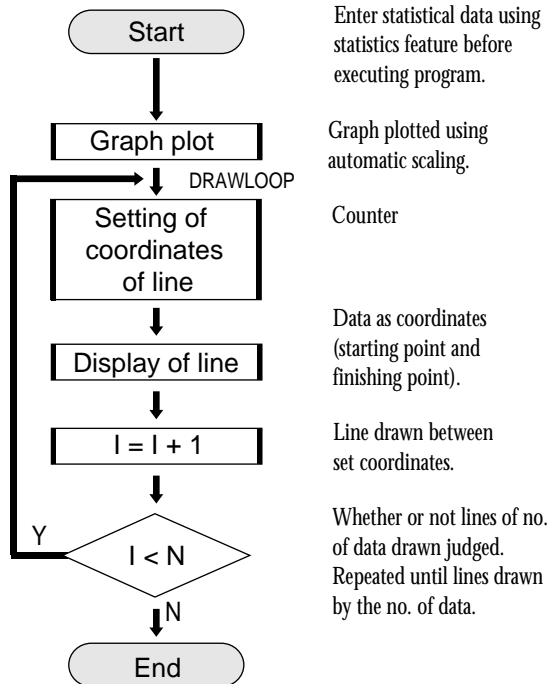 Start
Enter statistical data using
statistics feature before
executing program.
Graph plot
Graph plotted using
automatic scaling.
DRAWLOOP
Setting of
coordinates
of line
Counter
Display of line
Data as coordinates
(starting point and
finishing point).
I = I + 1
Line drawn between
set coordinates.
Y
I < N
Whether or not lines of no.
of data drawn judged.
Repeated until lines drawn
by the no. of data.
N
End